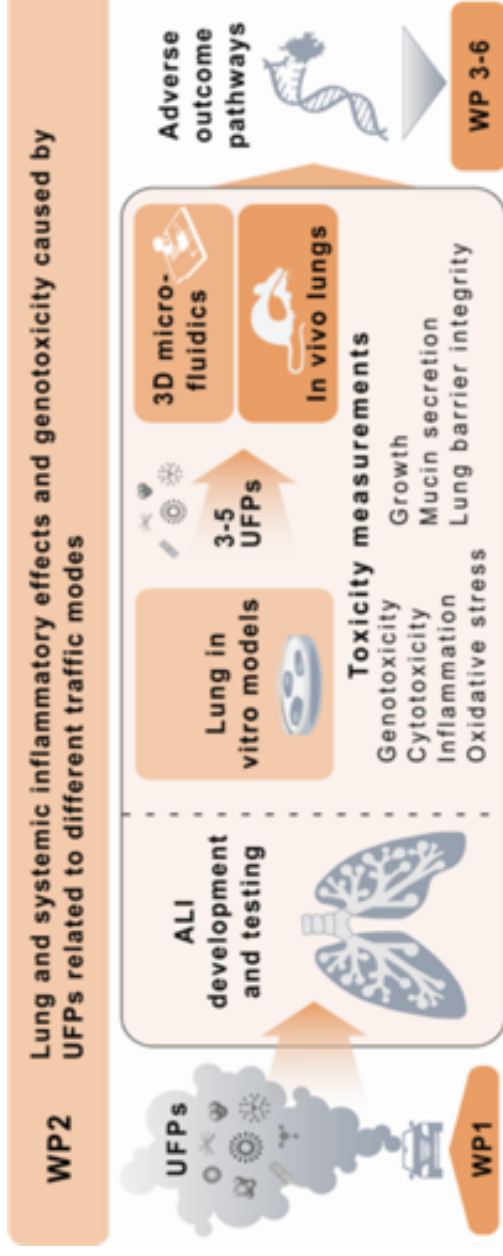 WP2
Lung and systemic inflammatory effects and genotoxicity caused by
UFPs related to different traffic modes
UFPs
WP1
ALI
development
and testing
Lung in
vitro models
3-5
UFPs
3D micro-
fluidics
In vivo lungs
Toxicity measurements
Genotoxicity
Cytotoxicity
Inflammation
Oxidative stress
Growth
Mucin secretion
Lung barrier integrity
Adverse
outcome
pathways
WP 3-6